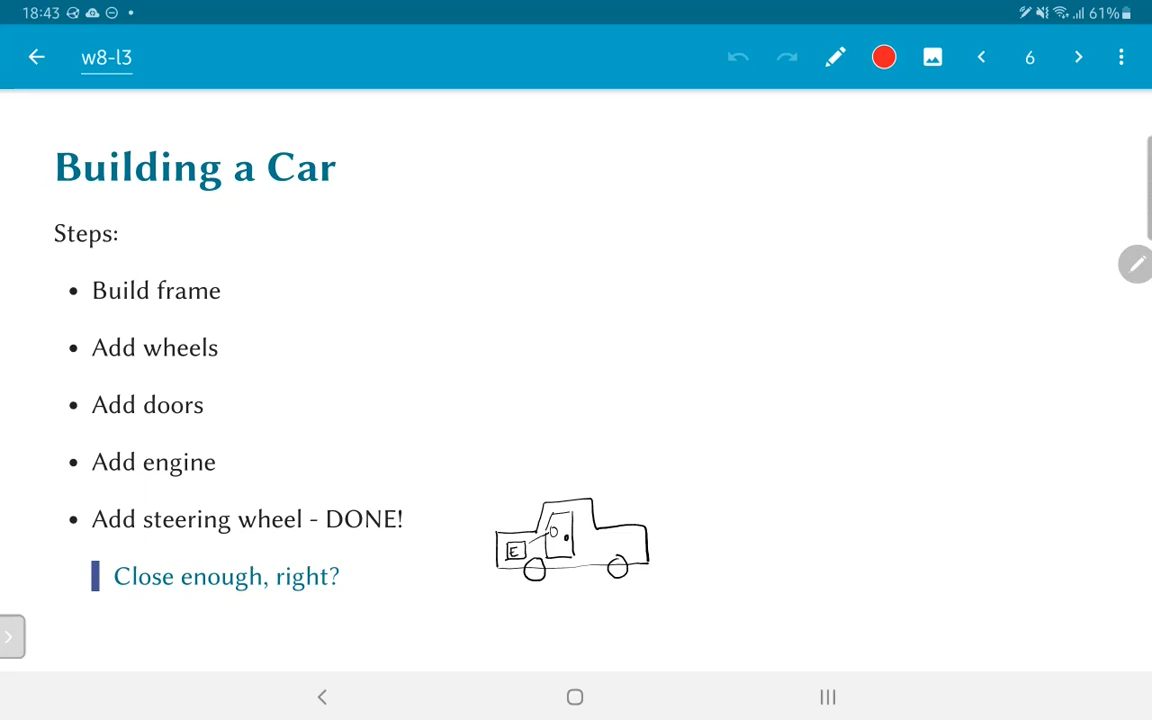 18:43 61%
w8-l3 6
Building a Car
Steps:
• Build frame
• Add wheels
• Add doors
• Add engine
• Add steering wheel - DONE!
Close enough, right?
E